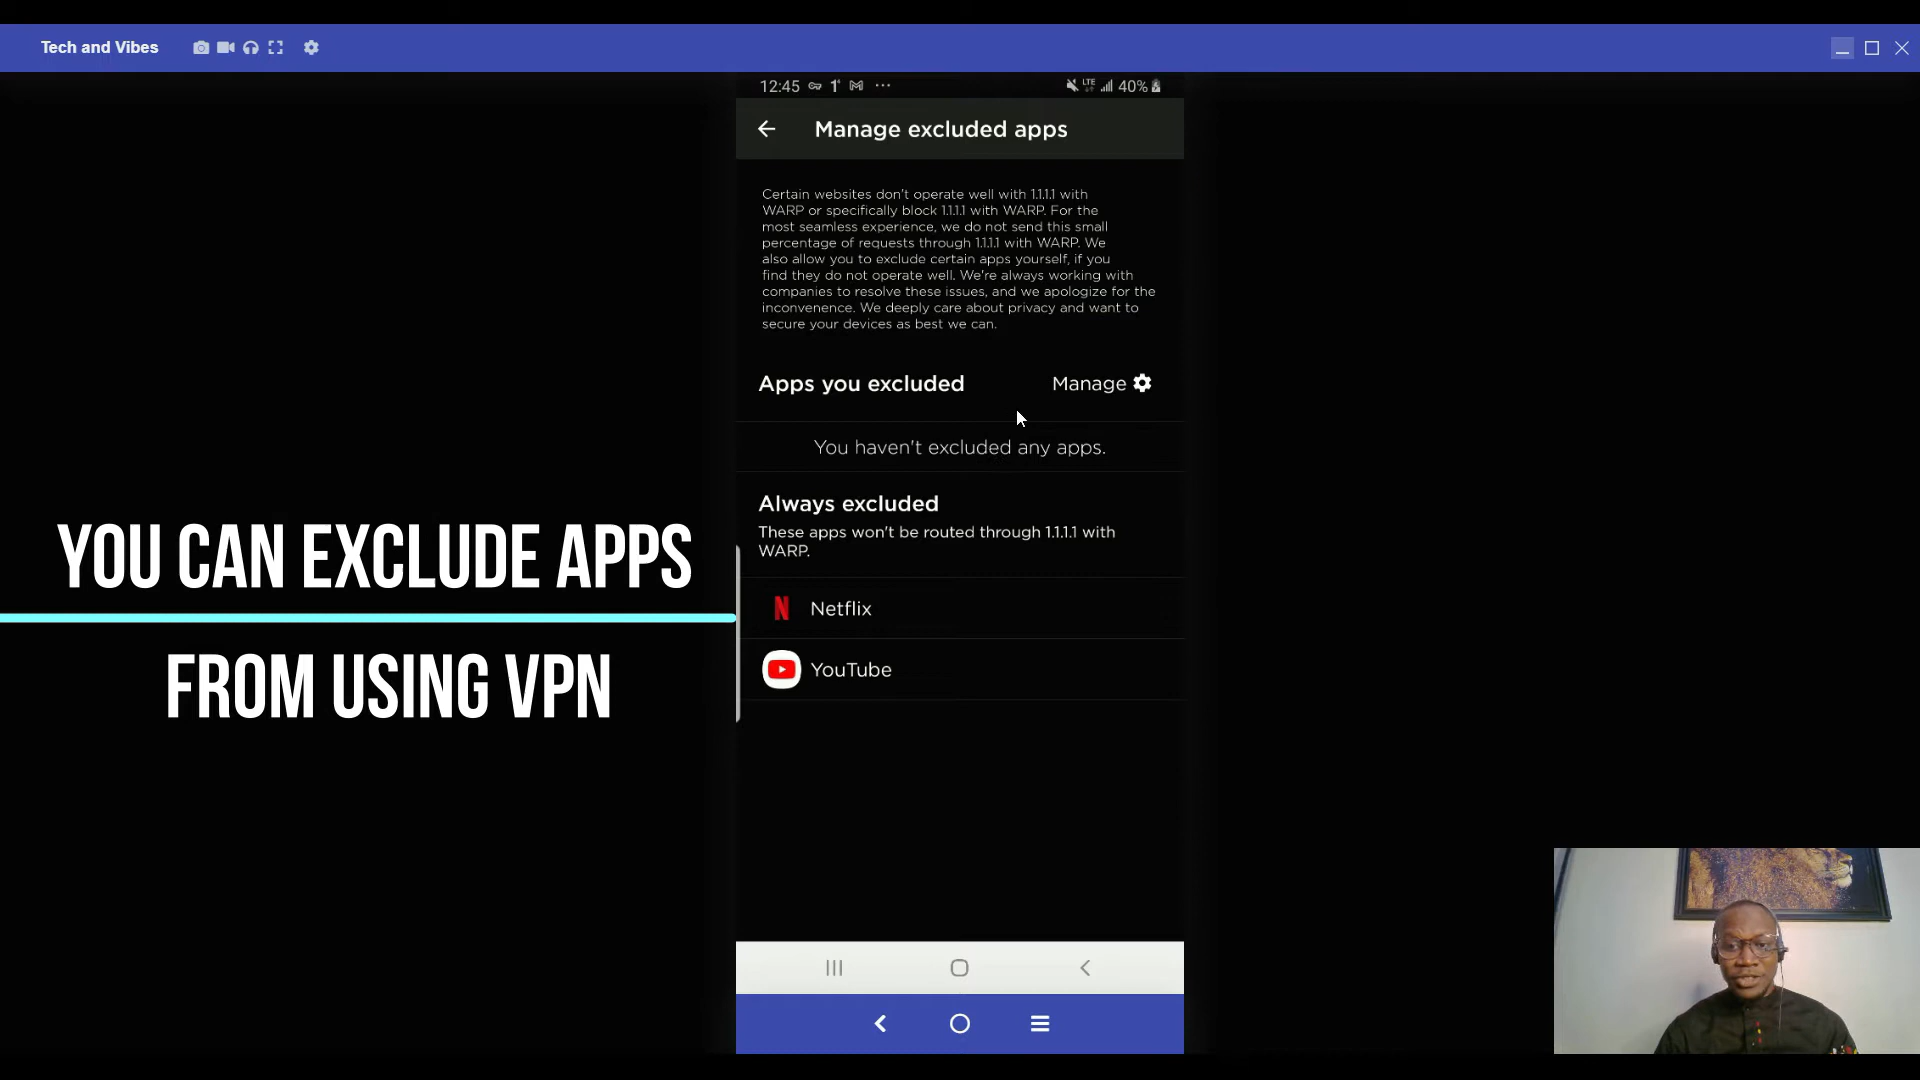 Tech and Vibes
12:45
LTE
40%
Manage excluded apps
Certain websites don't operate well with 1.1.1.1 with
WARP or specifically block 1.1.1.1 with WARP. For the
most seamless experience, we do not send this small
percentage of requests through 1.1.1.1 with WARP. We
also allow you to exclude certain apps yourself, if you
find they do not operate well. We're always working with
companies to resolve these issues, and we apologize for the
inconvenence. We deeply care about privacy and want to
secure your devices as best we can.
Apps you excluded
Manage
You haven't excluded any apps.
Always excluded
These apps won't be routed through 1.1.1.1 with
WARP.
N Netflix
YouTube
YOU CAN EXCLUDE APPS
FROM USING VPN